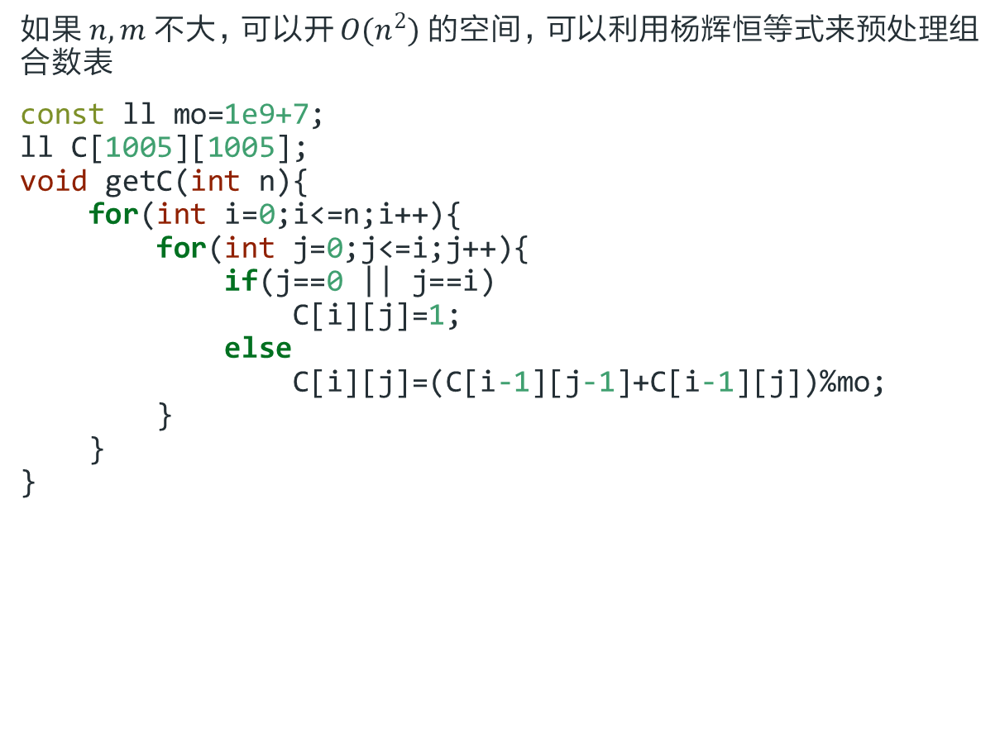 如果 n, m 不大，可以开 O(n²) 的空间，可以利用杨辉恒等式来预处理组
合数表
const ll mo=1e9+7;
ll C[1005][1005];
void getC(int n){
    for(int i=0;i<=n;i++){
        for(int j=0;j<=i;j++){
            if(j==0 || j==i)
                C[i][j]=1;
            else
                C[i][j]=(C[i-1][j-1]+C[i-1][j])%mo;
        }
    }
}